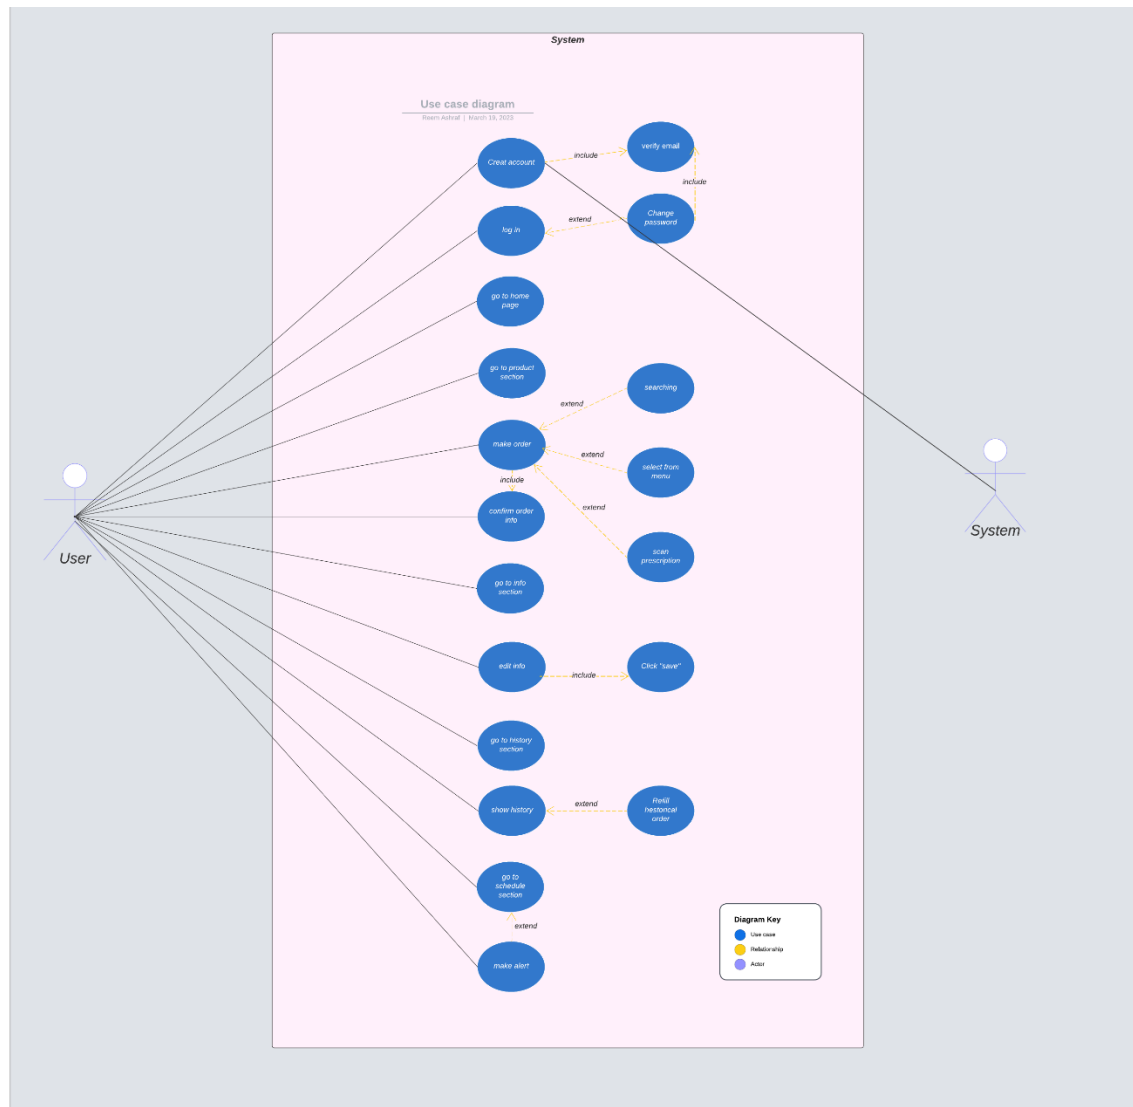 System
Use case diagram
Reem Ashraf | March 19, 2023
Creat account
include
verify email
include
log in
extend
Change
password
go to home
page
go to product
section
searching
extend
make order
extend
select from
menu
include
extend
confirm order
info
scan
prescription
User
System
go to info
section
edit info
include
Click "save"
go to history
section
show history
extend
Refill
hestorical
order
go to
schedule
section
extend
make alert
Diagram Key
Use case
Relationship
Actor